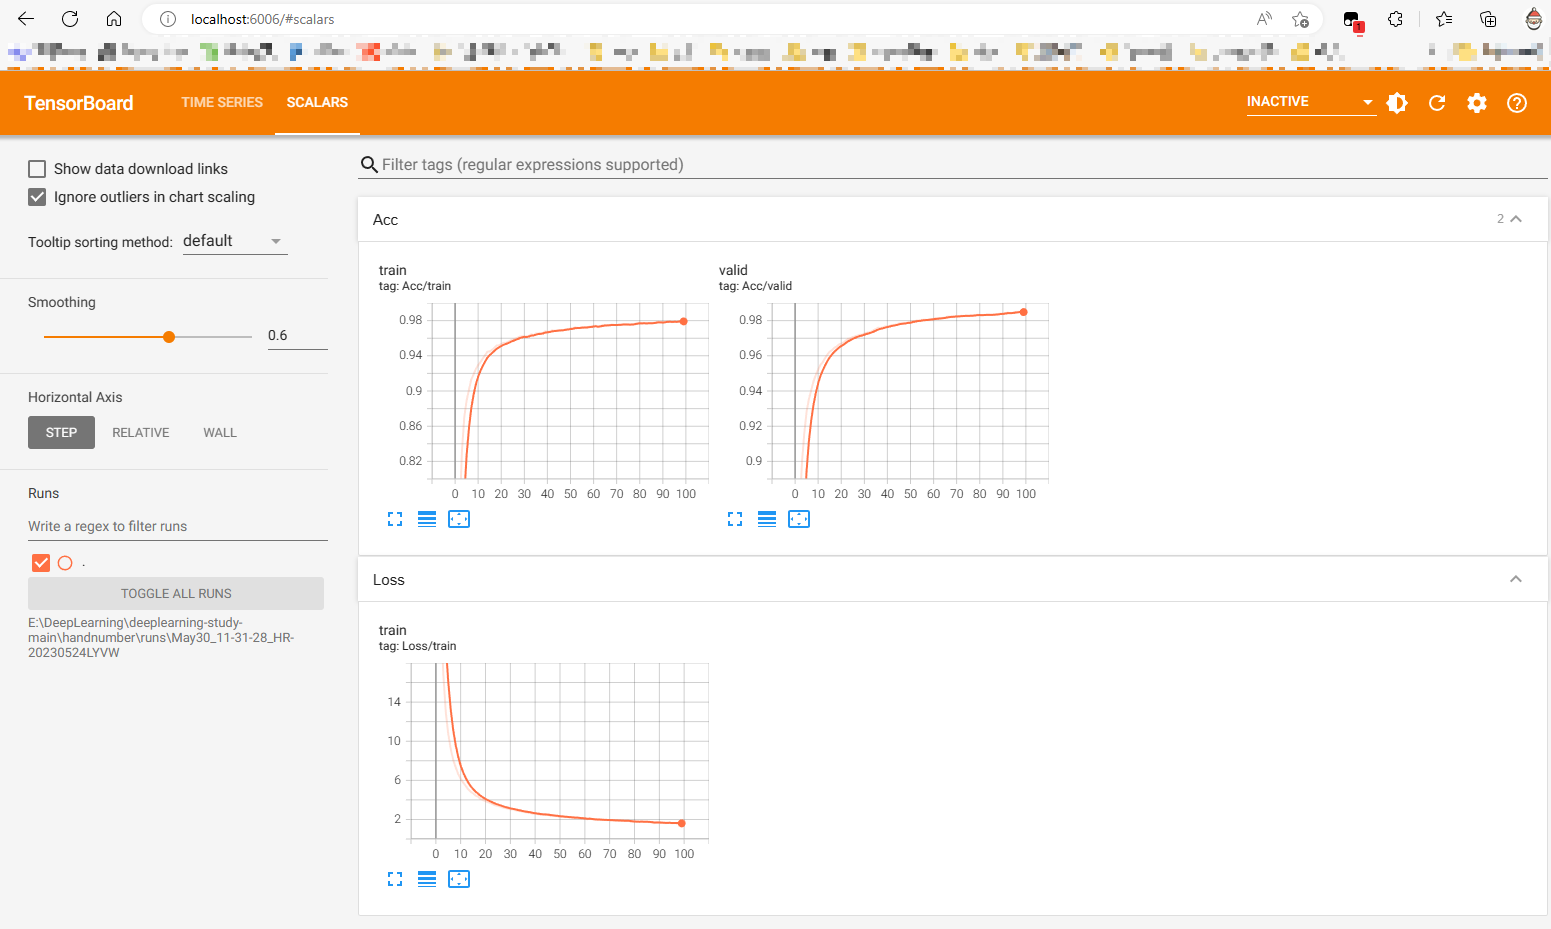 localhost:6006/#scalars
A
1
TensorBoard
TIME SERIES
SCALARS
INACTIVE
Show data download links
Ignore outliers in chart scaling
Tooltip sorting method: default
Smoothing
0.6
Horizontal Axis
STEP RELATIVE WALL
Runs
Write a regex to filter runs
.
TOGGLE ALL RUNS
E:\DeepLearning\deeplearning-study-
main\handnumber\runs\May30_11-31-28_HR-
20230524LYVW
Filter tags (regular expressions supported)
Acc
2
train
tag: Acc/train
0.98
0.94
0.9
0.86
0.82
0 10 20 30 40 50 60 70 80 90 100
valid
tag: Acc/valid
0.98
0.96
0.94
0.92
0.9
0 10 20 30 40 50 60 70 80 90 100
Loss
train
tag: Loss/train
14
10
6
2
0 10 20 30 40 50 60 70 80 90 100